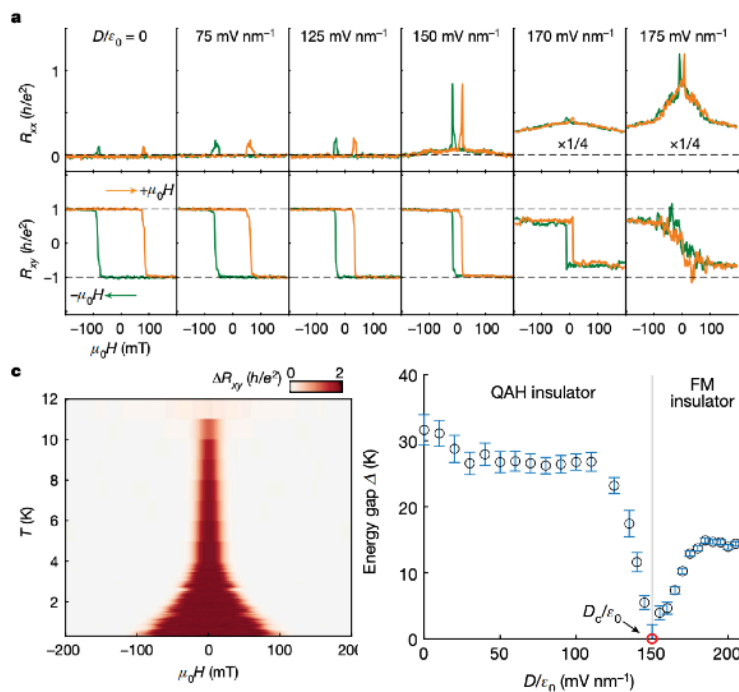 a
D/ε₀ = 0 75 mV nm⁻¹ 125 mV nm⁻¹ 150 mV nm⁻¹ 170 mV nm⁻¹ 175 mV nm⁻¹
Rxx (h/e²)
1
0
×1/4 ×1/4
+μ₀H
Rxy (h/e²)
1
0
−1
−μ₀H
−100 0 100 −100 0 100 −100 0 100 −100 0 100 −100 0 100 −100 0 100
μ₀H (mT)
c
ΔRxy (h/e²)
0 2
T (K)
12
10
8
6
4
2
−200 −100 0 100 200
μ₀H (mT)
QAH insulator
FM
insulator
Energy gap Δ (K)
40
30
20
10
0
Dc/ε₀
0 50 100 150 200
D/εn (mV nm⁻¹)